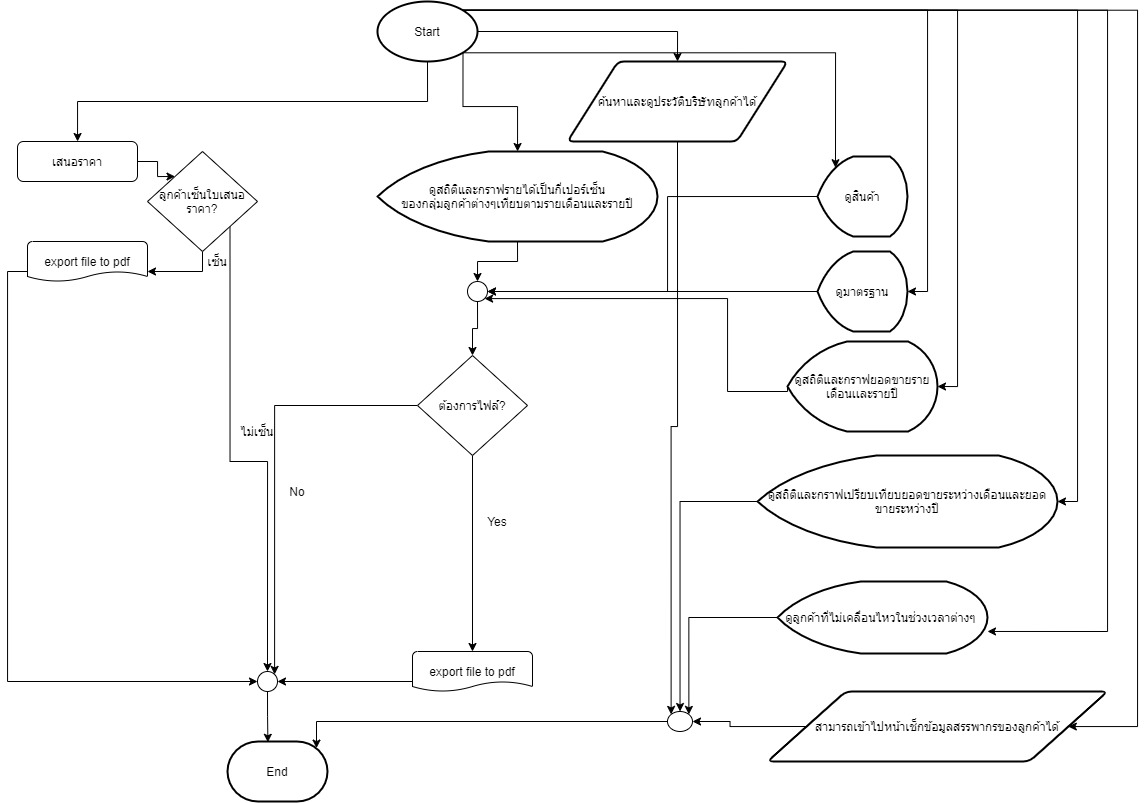 Start
ค้นหาและดูประวัติบริษัทลูกค้าได้
เสนอราคา
ลูกค้าเซ็นใบเสนอ
ราคา?
ดูสถิติและกราฟรายได้เป็นกี่เปอร์เซ็น
ของกลุ่มลูกค้าต่างๆเทียบตามรายเดือนและรายปี
ดูสินค้า
export file to pdf
เซ็น
ดูมาตรฐาน
ดูสถิติและกราฟยอดขายราย
เดือนและรายปี
ต้องการไฟล์?
ไม่เซ็น
No
Yes
ดูสถิติและกราฟเปรียบเทียบยอดขายระหว่างเดือนและยอด
ขายระหว่างปี
ดูลูกค้าที่ไม่เคลื่อนไหวในช่วงเวลาต่างๆ
export file to pdf
สามารถเข้าไปหน้าเช็กข้อมูลสรรพากรของลูกค้าได้
End